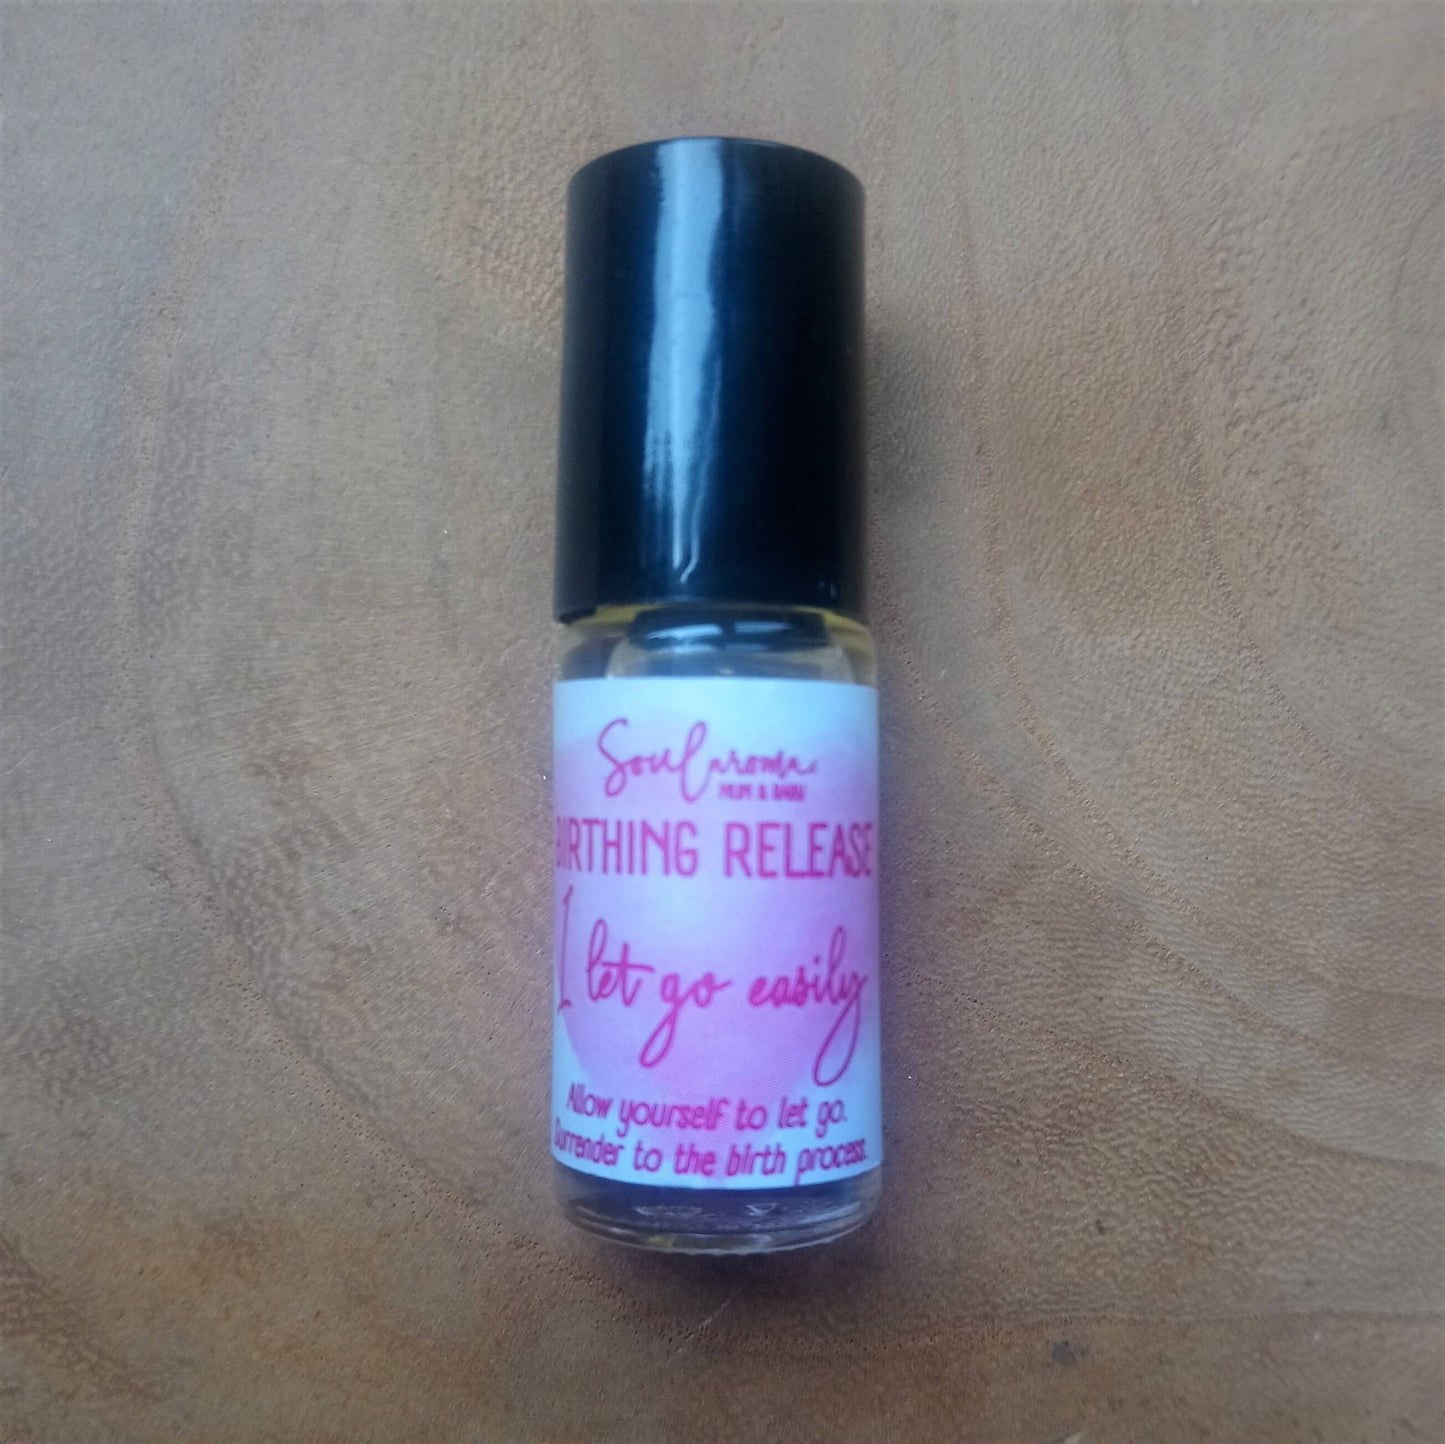 Soul aroma.
MUM & BABY
BIRTHING RELEASE
I let go easily
Allow yourself to let go.
Surrender to the birth process.